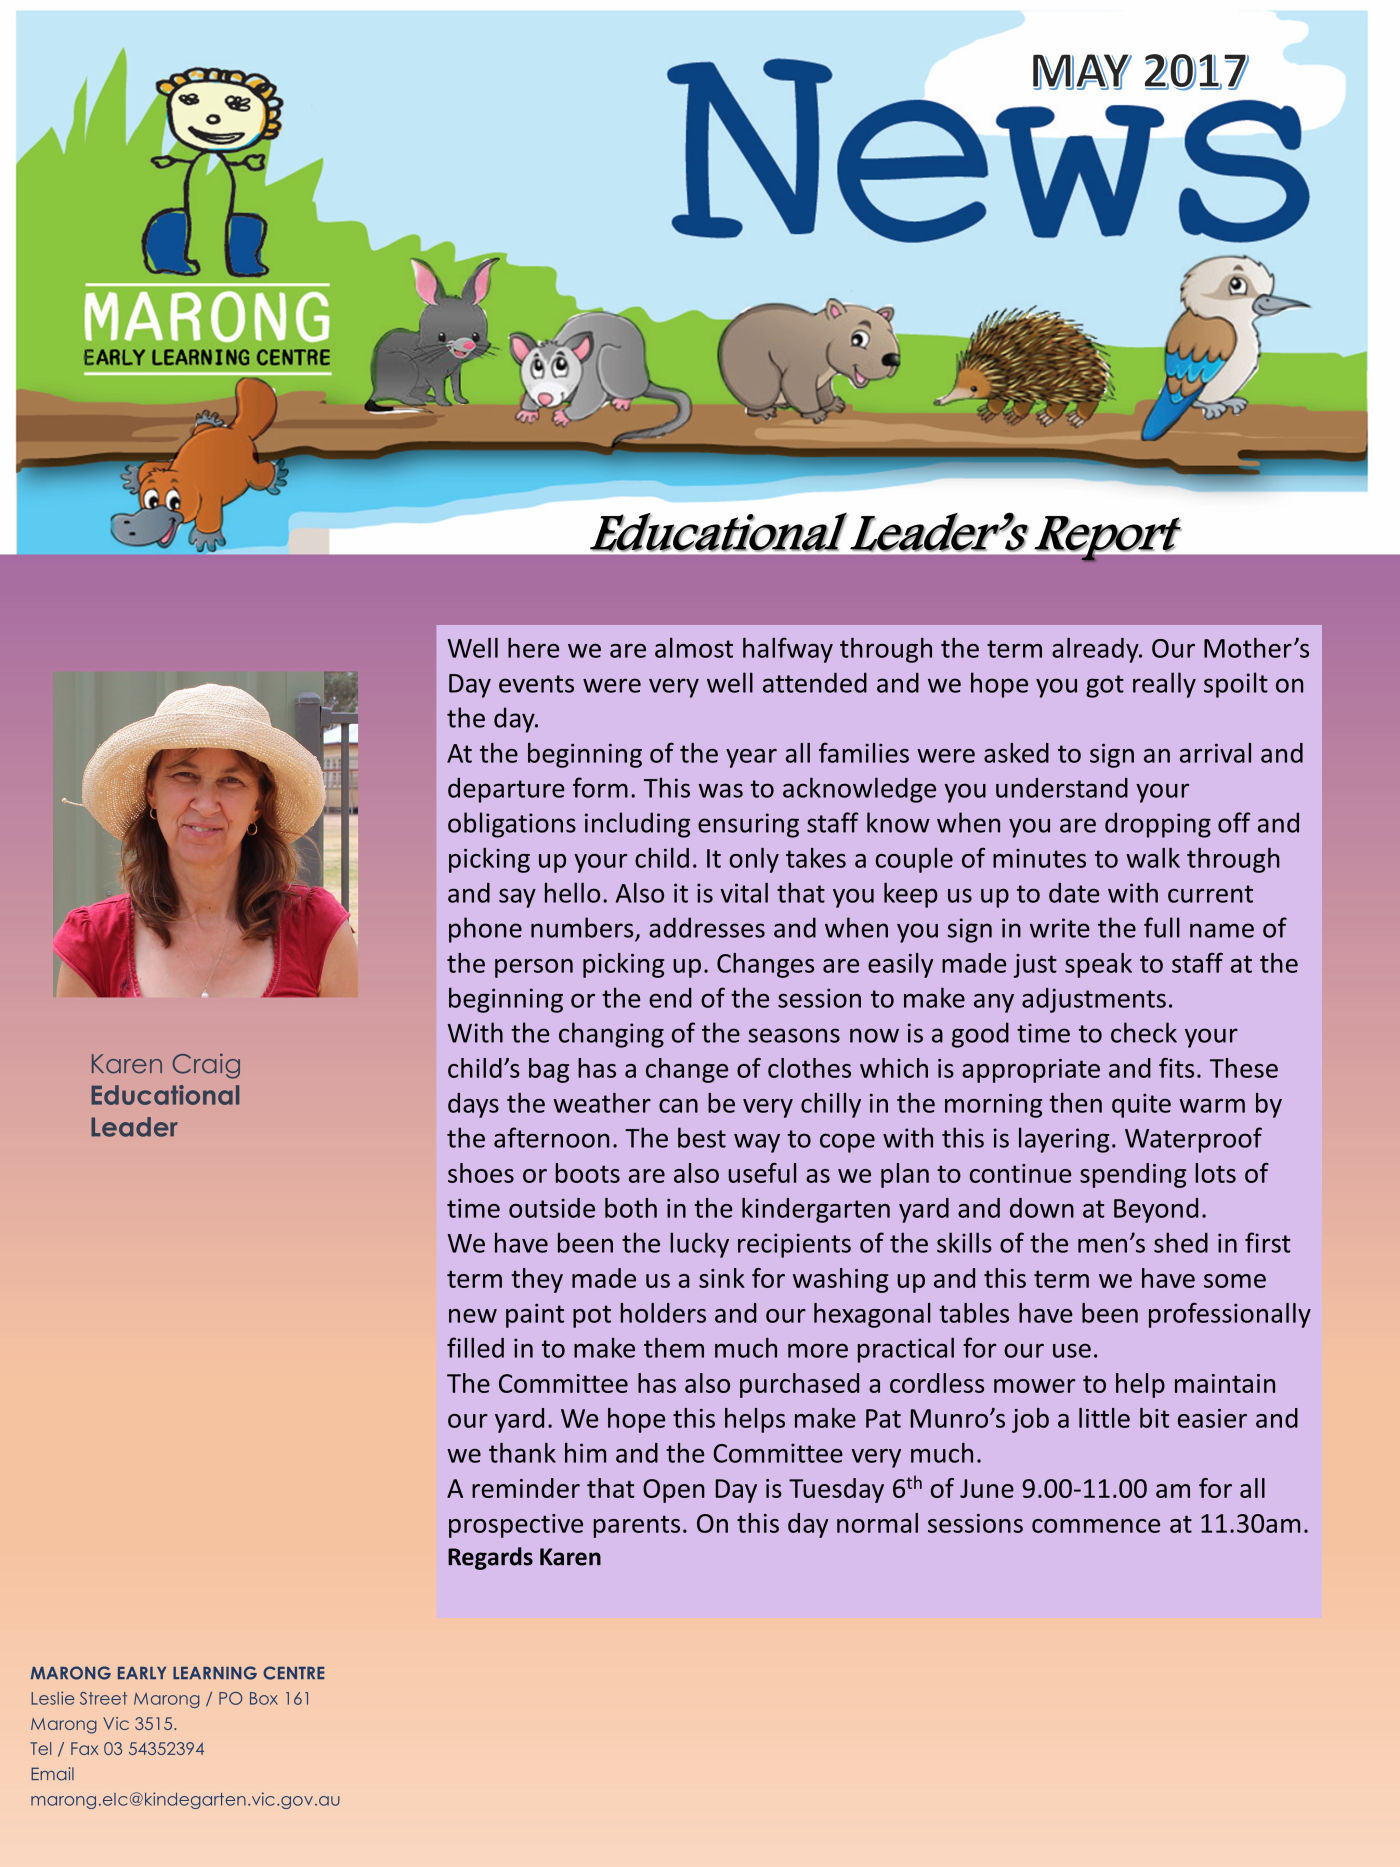 MAY 2017
News
MARONG
EARLY LEARNING CENTRE
Educational Leader's Report
Well here we are almost halfway through the term already. Our Mother's
Day events were very well attended and we hope you got really spoilt on
the day.
At the beginning of the year all families were asked to sign an arrival and
departure form. This was to acknowledge you understand your
obligations including ensuring staff know when you are dropping off and
picking up your child. It only takes a couple of minutes to walk through
and say hello. Also it is vital that you keep us up to date with current
phone numbers, addresses and when you sign in write the full name of
the person picking up. Changes are easily made just speak to staff at the
beginning or the end of the session to make any adjustments.
With the changing of the seasons now is a good time to check your
child's bag has a change of clothes which is appropriate and fits. These
days the weather can be very chilly in the morning then quite warm by
the afternoon. The best way to cope with this is layering. Waterproof
shoes or boots are also useful as we plan to continue spending lots of
time outside both in the kindergarten yard and down at Beyond.
We have been the lucky recipients of the skills of the men's shed in first
term they made us a sink for washing up and this term we have some
new paint pot holders and our hexagonal tables have been professionally
filled in to make them much more practical for our use.
The Committee has also purchased a cordless mower to help maintain
our yard. We hope this helps make Pat Munro's job a little bit easier and
we thank him and the Committee very much.
A reminder that Open Day is Tuesday 6th of June 9.00-11.00 am for all
prospective parents. On this day normal sessions commence at 11.30am.
Regards Karen
Karen Craig
Educational
Leader
MARONG EARLY LEARNING CENTRE
Leslie Street Marong / PO Box 161
Marong Vic 3515.
Tel / Fax 03 54352394
Email
marong.elc@kindegarten.vic.gov.au